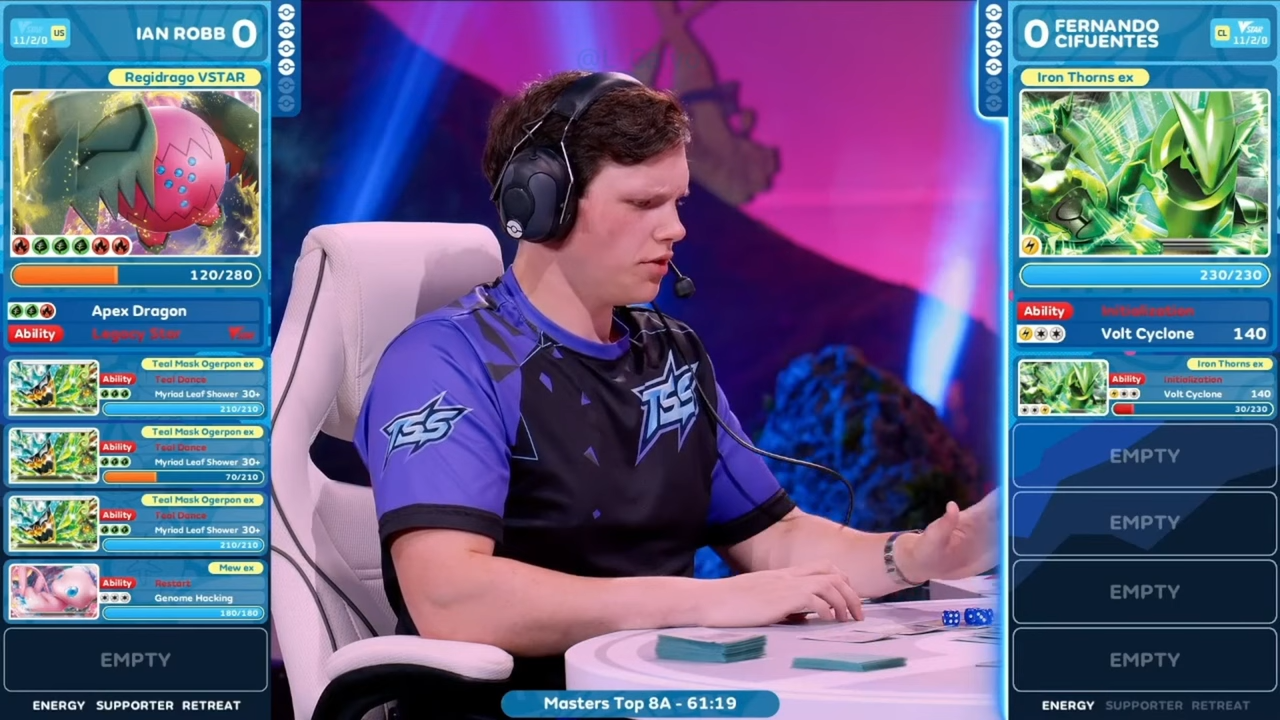 VSTAR
11/2/0
US
IAN ROBB 0
Regidrago VSTAR
120/280
Apex Dragon
Ability Legacy Star
Teal Mask Ogerpon ex
Ability Teal Dance
Myriad Leaf Shower 30+
210/210
Teal Mask Ogerpon ex
Ability Teal Dance
Myriad Leaf Shower 30+
70/210
Teal Mask Ogerpon ex
Ability Teal Dance
Myriad Leaf Shower 30+
210/210
Mew ex
Ability Restart
Genome Hacking
180/180
EMPTY
ENERGY SUPPORTER RETREAT
TSS
TSS
Masters Top 8A - 61:19
0 FERNANDO
CIFUENTES
CL
VSTAR
11/2/0
Iron Thorns ex
230/230
Ability Initialization
Volt Cyclone 140
Iron Thorns ex
Ability Initialization
Volt Cyclone 140
30/230
EMPTY
EMPTY
EMPTY
EMPTY
ENERGY SUPPORTER RETREAT